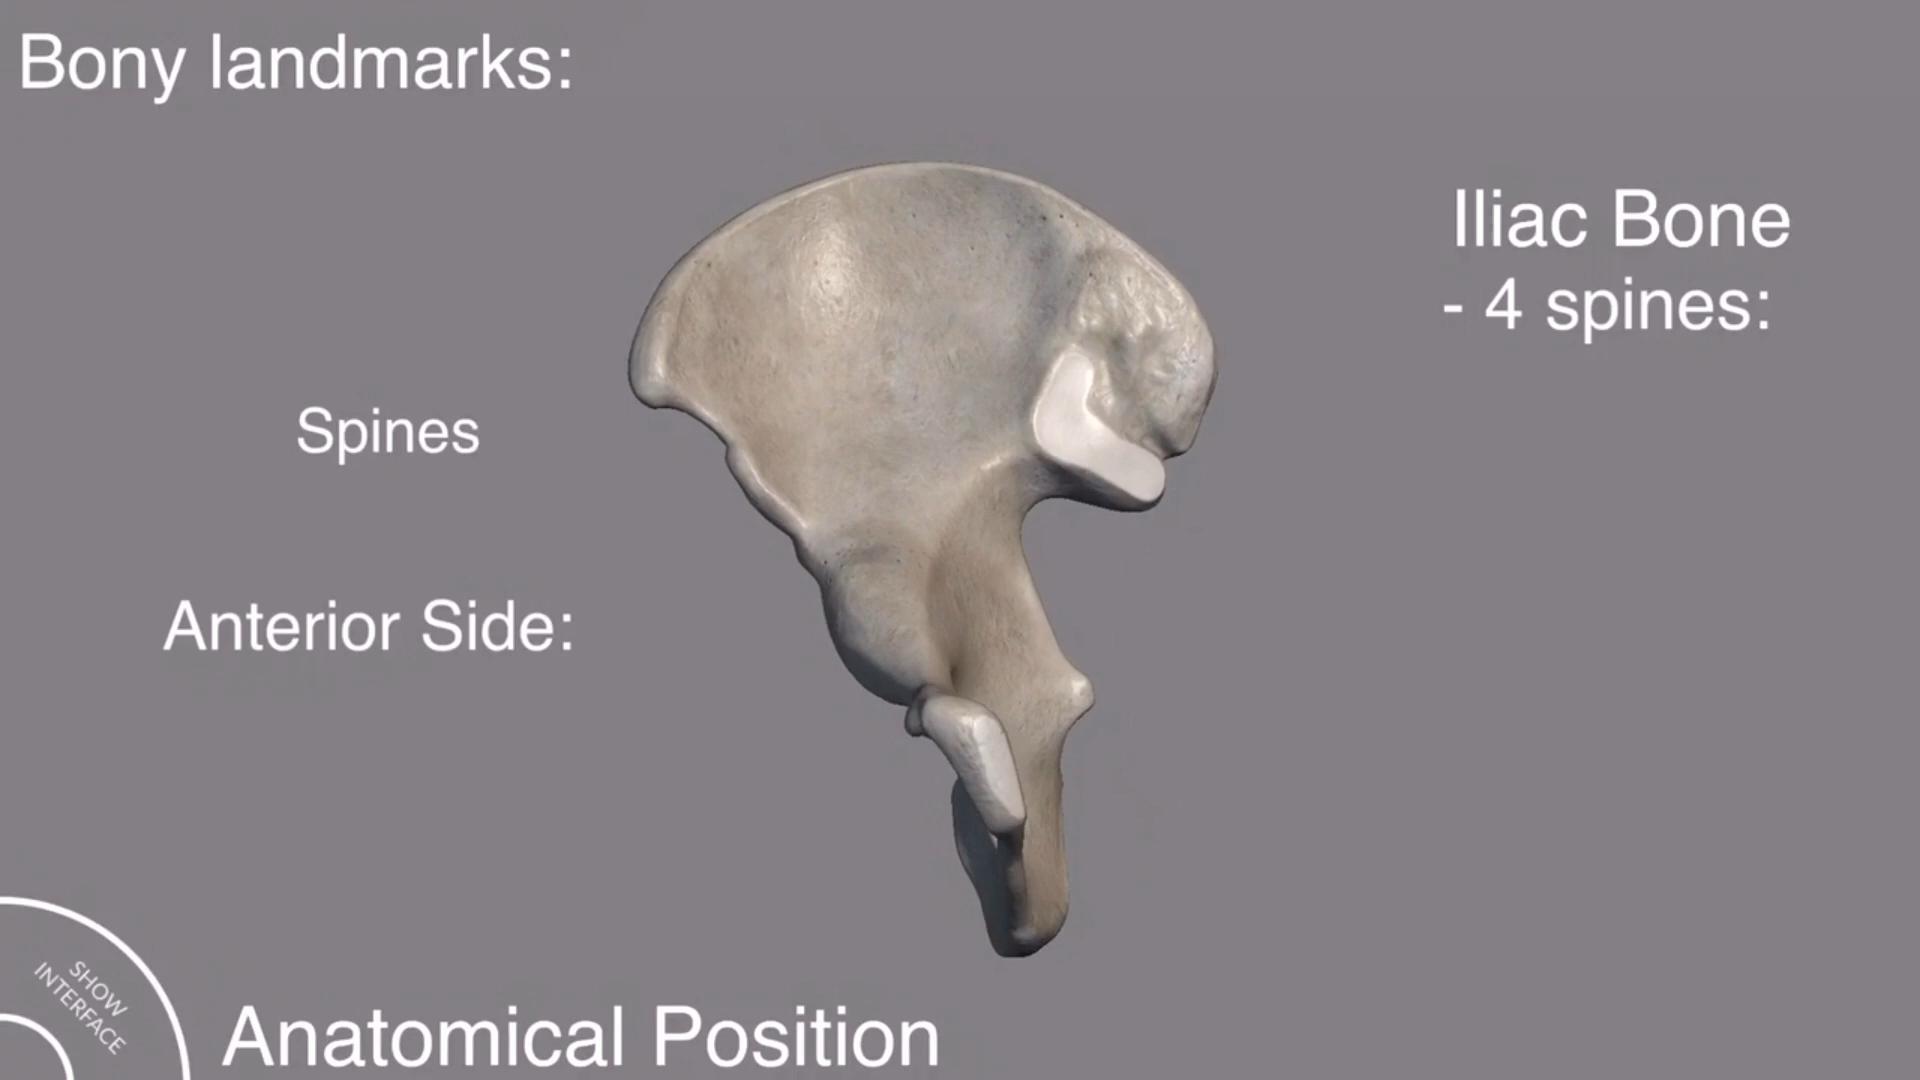 Bony landmarks:
Iliac Bone
- 4 spines:
Spines
Anterior Side:
SHOW
INTERFACE
Anatomical Position